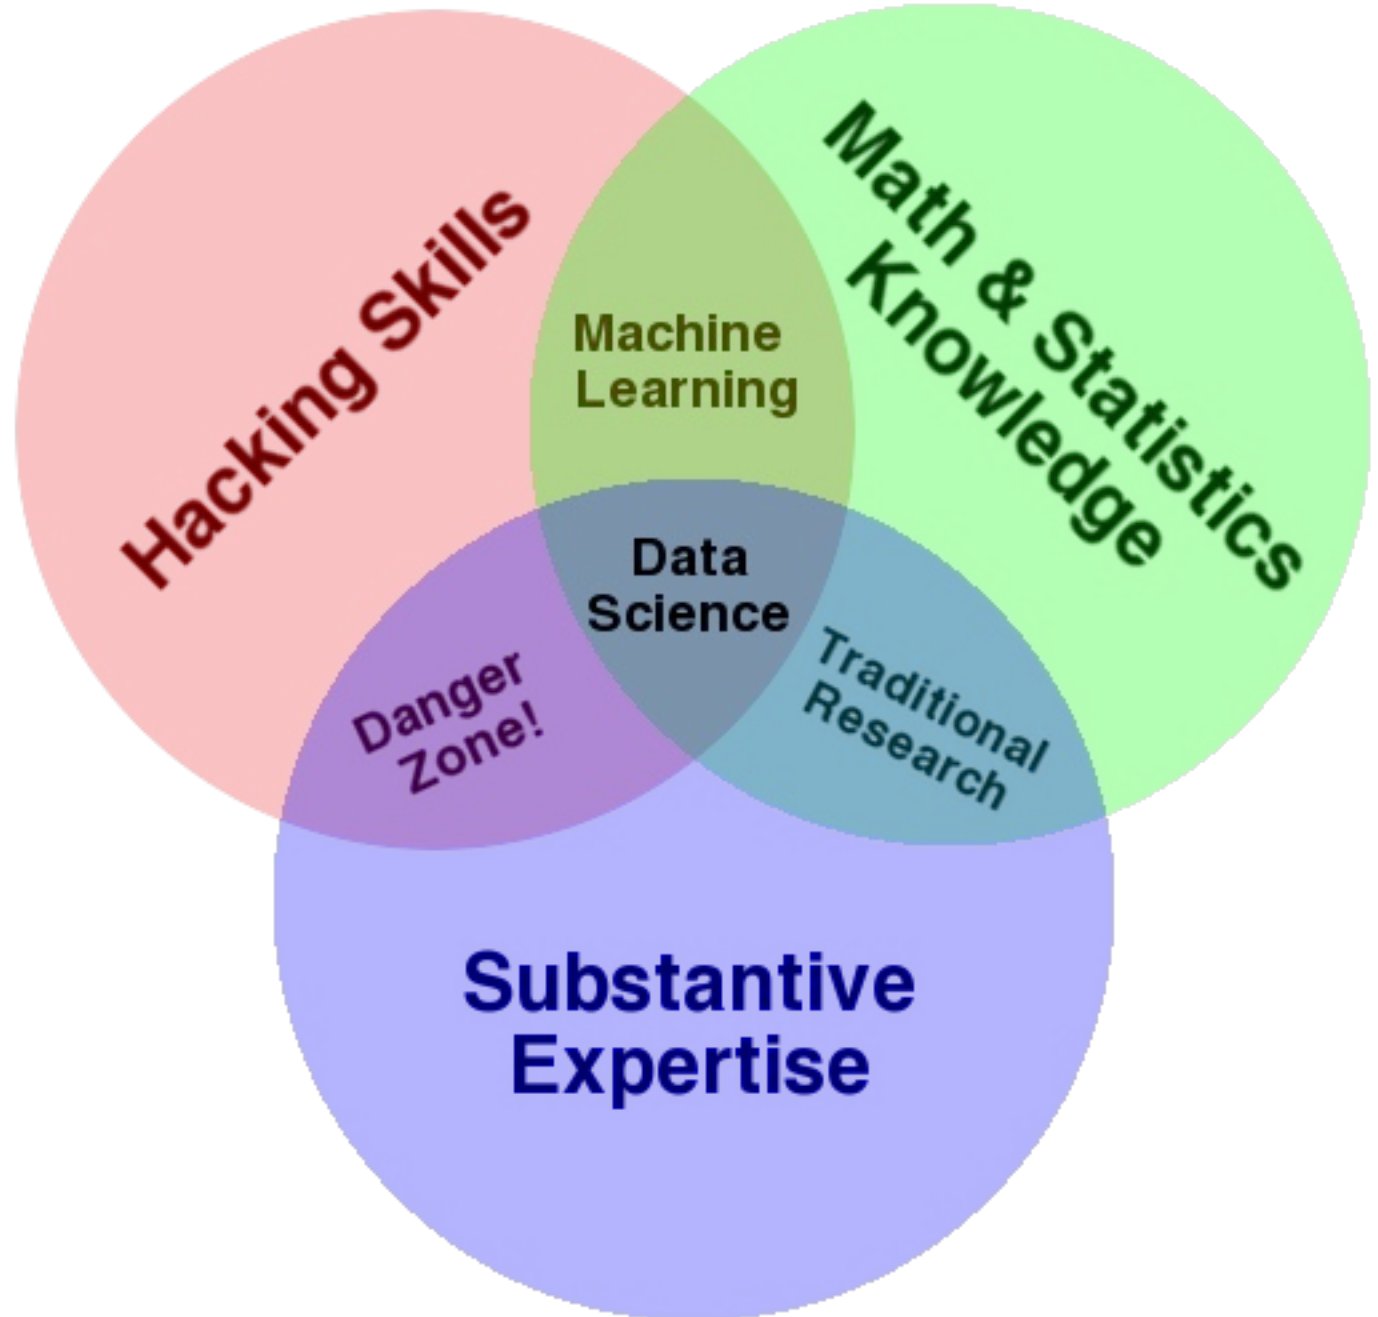 Hacking Skills
Math & Statistics
Knowledge
Machine
Learning
Data
Science
Danger
Zone!
Traditional
Research
Substantive
Expertise